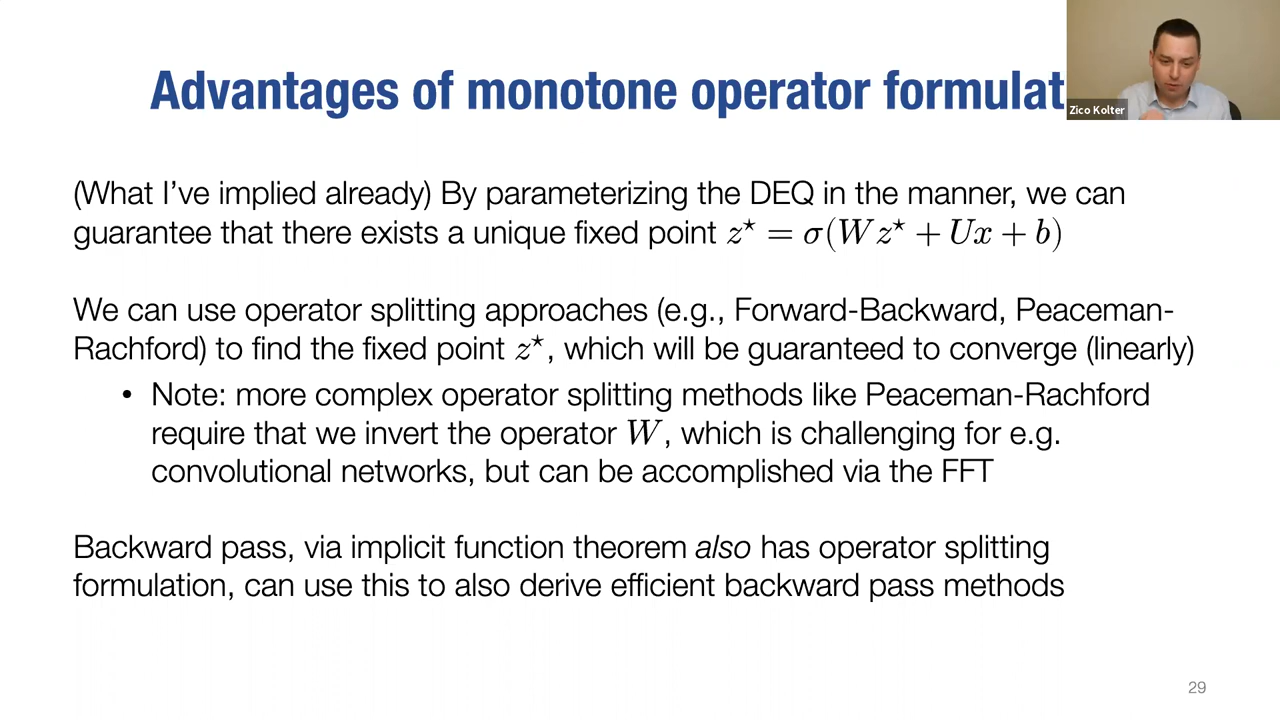 Advantages of monotone operator formulat
Zico Kolter
(What I've implied already) By parameterizing the DEQ in the manner, we can
guarantee that there exists a unique fixed point z⋆ = σ(Wz⋆ + Ux + b)
We can use operator splitting approaches (e.g., Forward-Backward, Peaceman-
Rachford) to find the fixed point z⋆, which will be guaranteed to converge (linearly)
• Note: more complex operator splitting methods like Peaceman-Rachford
require that we invert the operator W, which is challenging for e.g.
convolutional networks, but can be accomplished via the FFT
Backward pass, via implicit function theorem also has operator splitting
formulation, can use this to also derive efficient backward pass methods
29